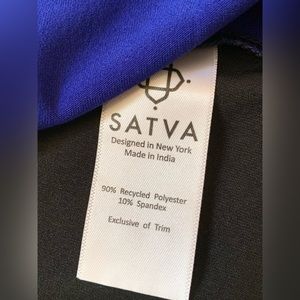 SATVA
Designed in New York
Made in India
90% Recycled Polyester
10% Spandex
Exclusive of Trim